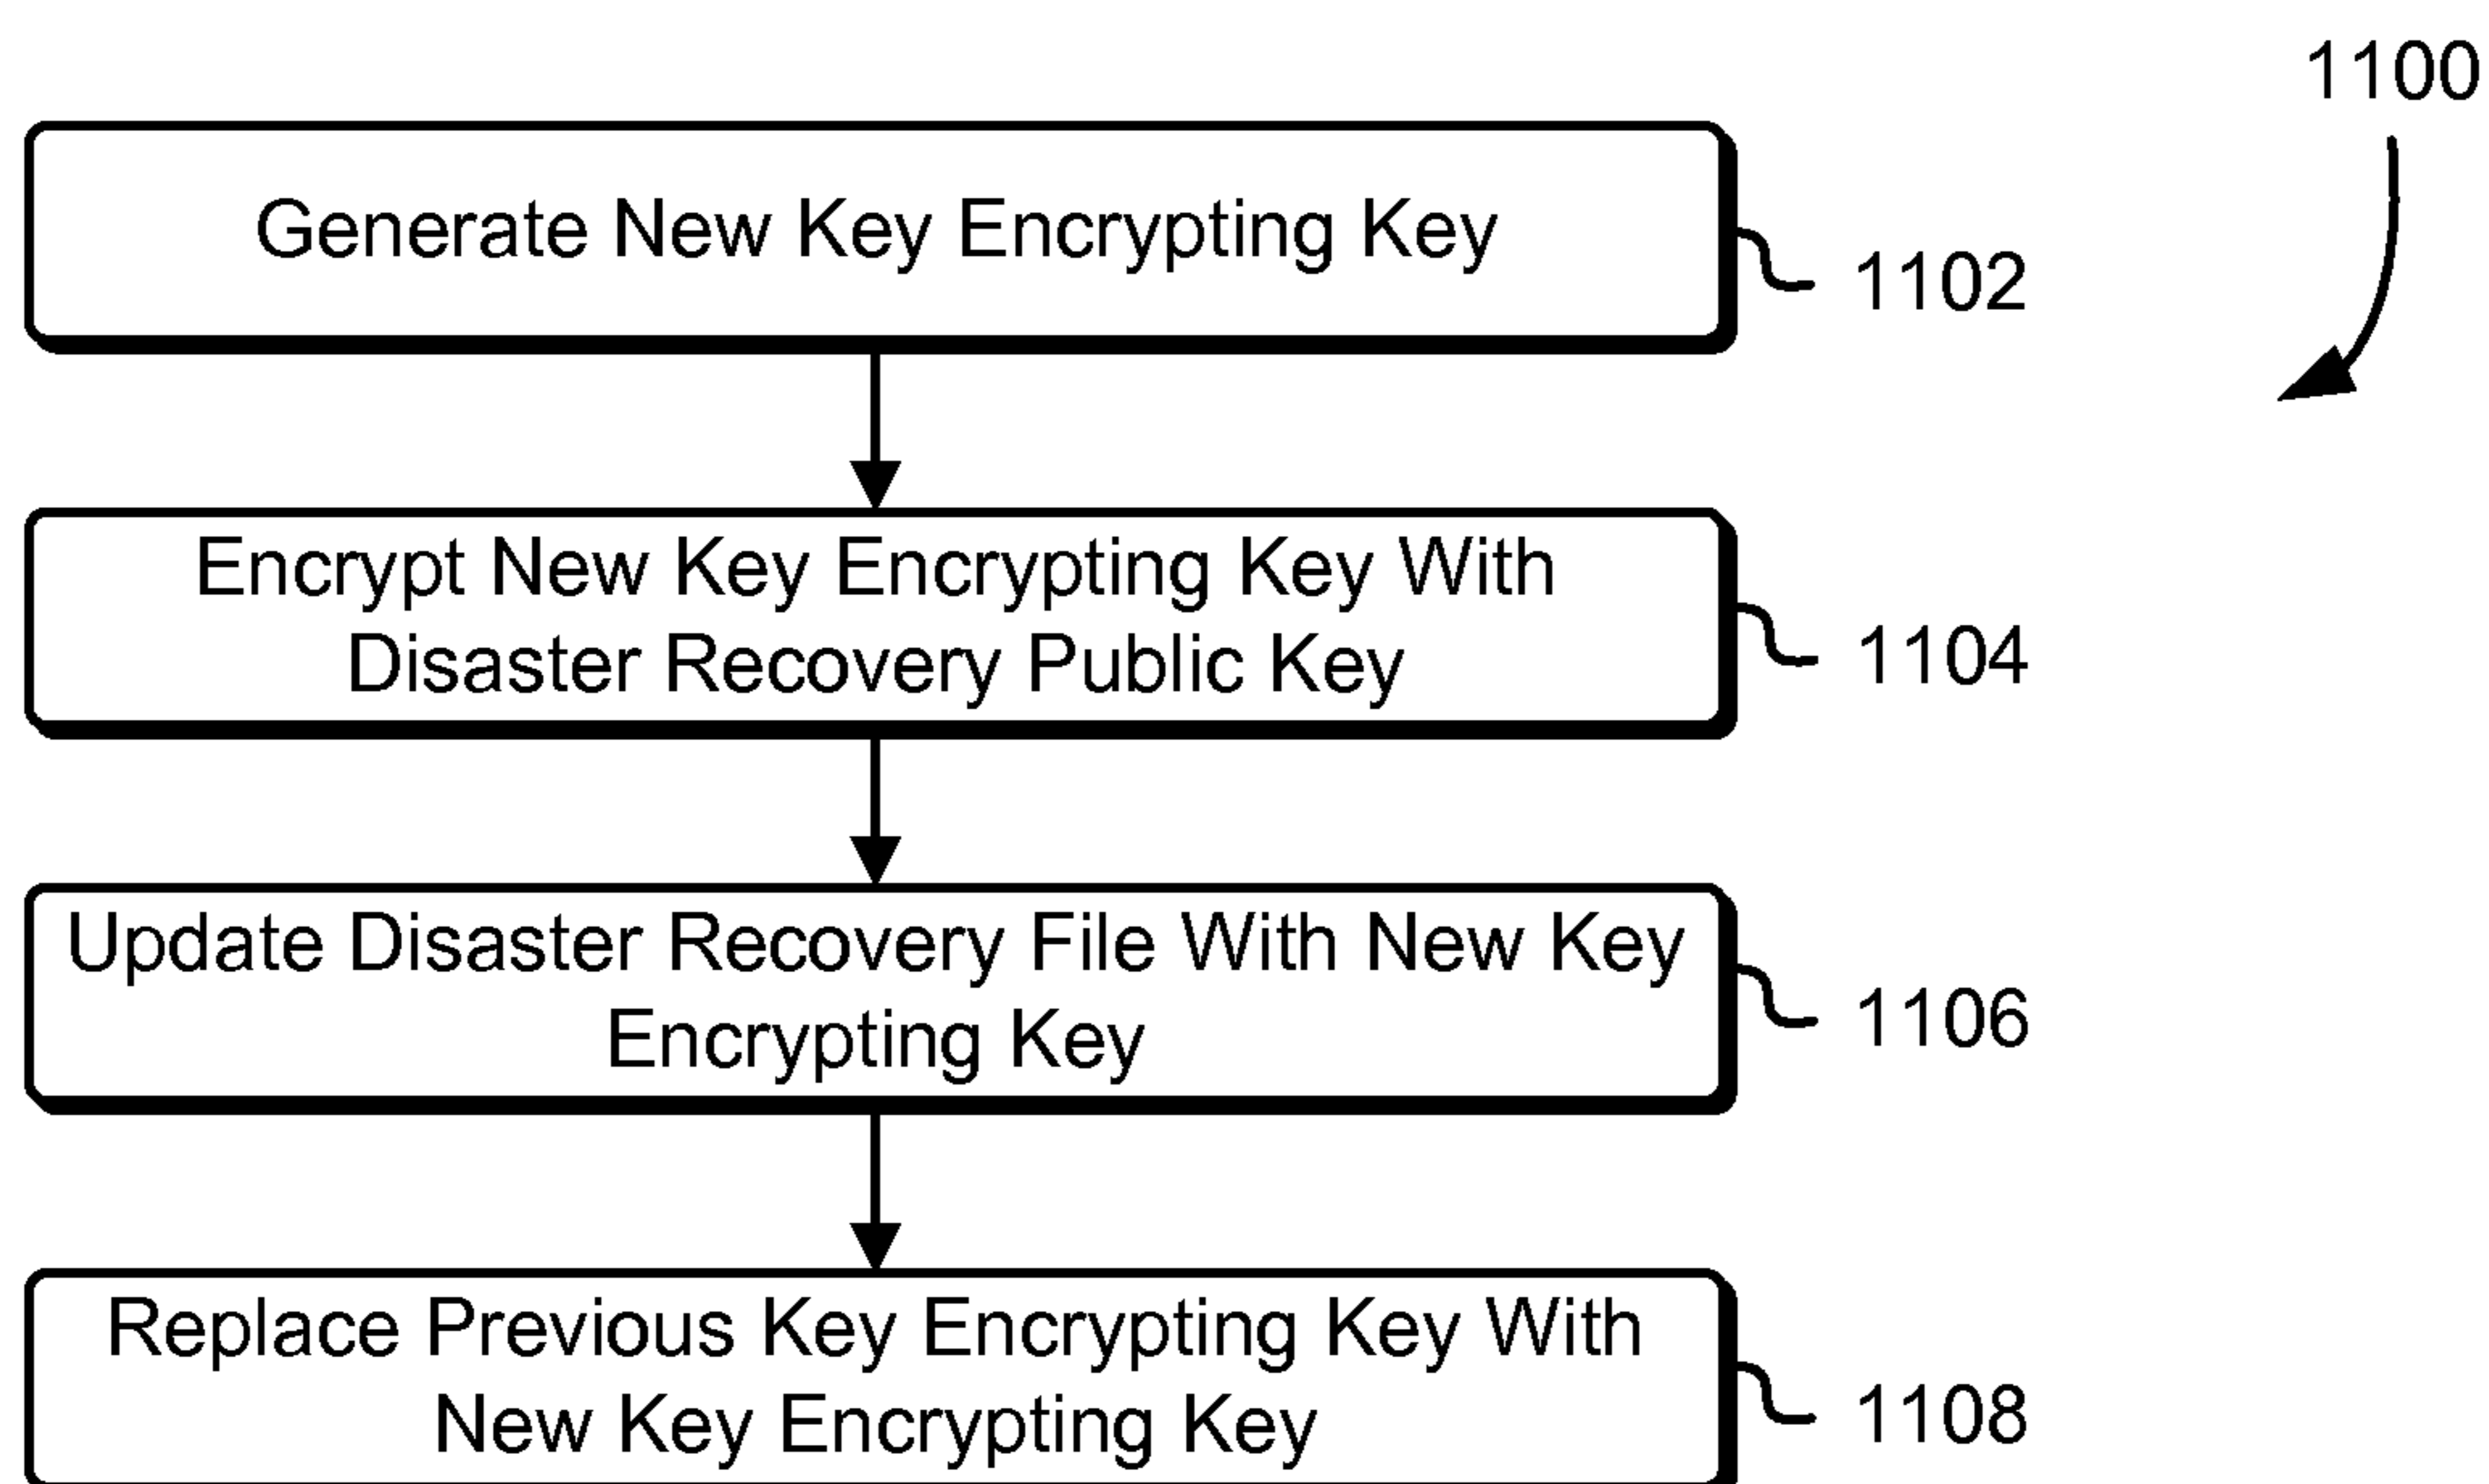 1100
Generate New Key Encrypting Key
1102
Encrypt New Key Encrypting Key With
Disaster Recovery Public Key
1104
Update Disaster Recovery File With New Key
Encrypting Key
1106
Replace Previous Key Encrypting Key With
New Key Encrypting Key
1108